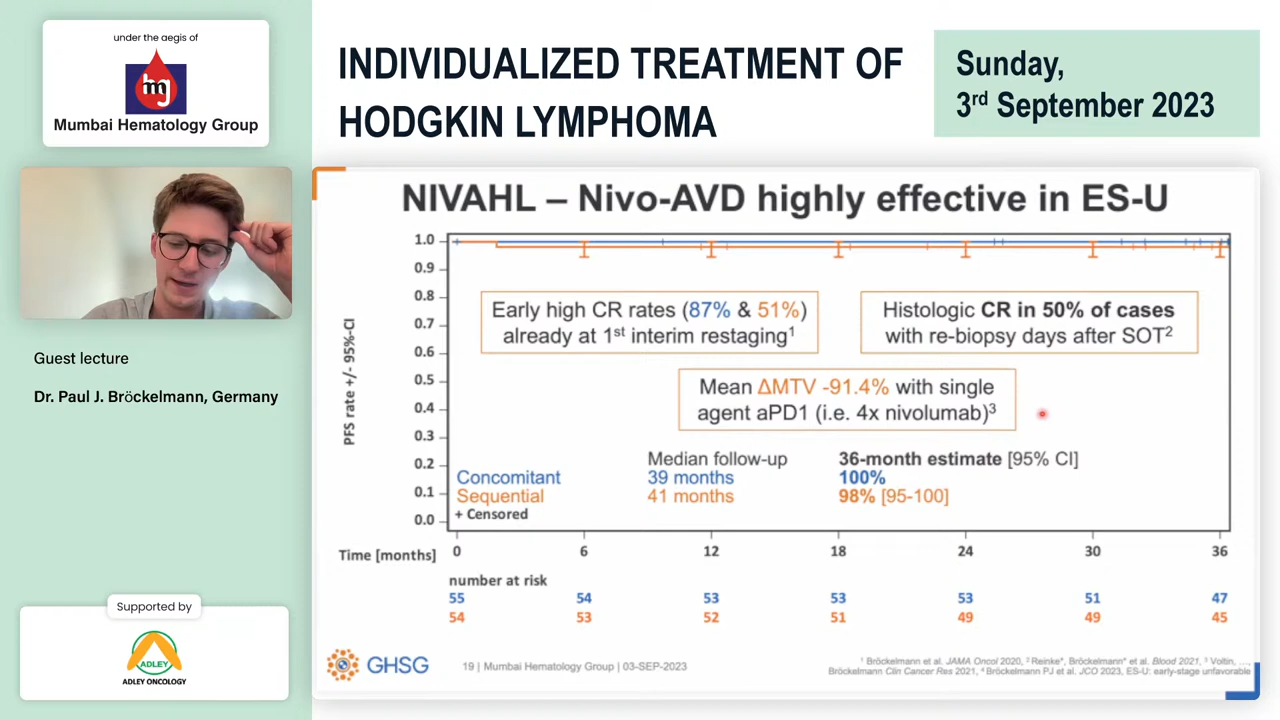 under the aegis of
mj
Mumbai Hematology Group
INDIVIDUALIZED TREATMENT OF
HODGKIN LYMPHOMA
Sunday,
3rd September 2023
Guest lecture
Dr. Paul J. Bröckelmann, Germany
Supported by
ADLEY
ADLEY ONCOLOGY
NIVAHL – Nivo-AVD highly effective in ES-U
PFS rate +/- 95%-CI
1.0
0.9
0.8
0.7
0.6
0.5
0.4
0.3
0.2
0.1
0.0
Early high CR rates (87% & 51%)
already at 1st interim restaging1
Histologic CR in 50% of cases
with re-biopsy days after SOT2
Mean ΔMTV -91.4% with single
agent aPD1 (i.e. 4x nivolumab)3
Median follow-up 36-month estimate [95% CI]
Concomitant 39 months 100%
Sequential 41 months 98% [95-100]
+ Censored
Time [months] 0 6 12 18 24 30 36
number at risk
55 54 53 53 53 51 47
54 53 52 51 49 49 45
GHSG
19 | Mumbai Hematology Group | 03-SEP-2023
1 Bröckelmann et al. JAMA Oncol 2020, 2 Reinke*, Bröckelmann* et al. Blood 2021, 3 Voltin, ...,
Bröckelmann Clin Cancer Res 2021, 4 Bröckelmann PJ et al. JCO 2023, ES-U: early-stage unfavorable